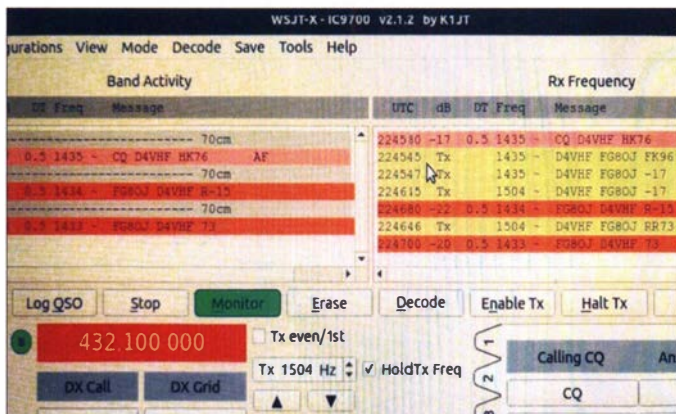 WSJT-X - IC9700 v2.1.2 by K1JT
urations View Mode Decode Save Tools Help
Band Activity
DT Freq Message
70cm
0.5 1435 ~ CQ D4VHF HK76 AF
70cm
0.5 1434 ~ FG8OJ D4VHF R-15
70cm
0.5 1433 ~ FG8OJ D4VHF 73
Rx Frequency
UTC dB DT Freq Message
224530 -17 0.5 1435 ~ CQ D4VHF HK76
224545 Tx 1435 ~ D4VHF FG8OJ FK96
224547 Tx 1435 ~ D4VHF FG8OJ -17
224615 Tx 1504 ~ D4VHF FG8OJ -17
-22 0.5 1434 ~ FG8OJ D4VHF R-15
224646 Tx 1504 ~ D4VHF FG8OJ RR73
224700 -20 0.5 1433 ~ FG8OJ D4VHF 73
Log QSO Stop Monitor Erase Decode Enable Tx Halt Tx
S 432.100 000
Tx even/1st
Tx 1504 Hz HoldTx Freq
DX Call DX Grid
1
2
3
Calling CQ An
CQ